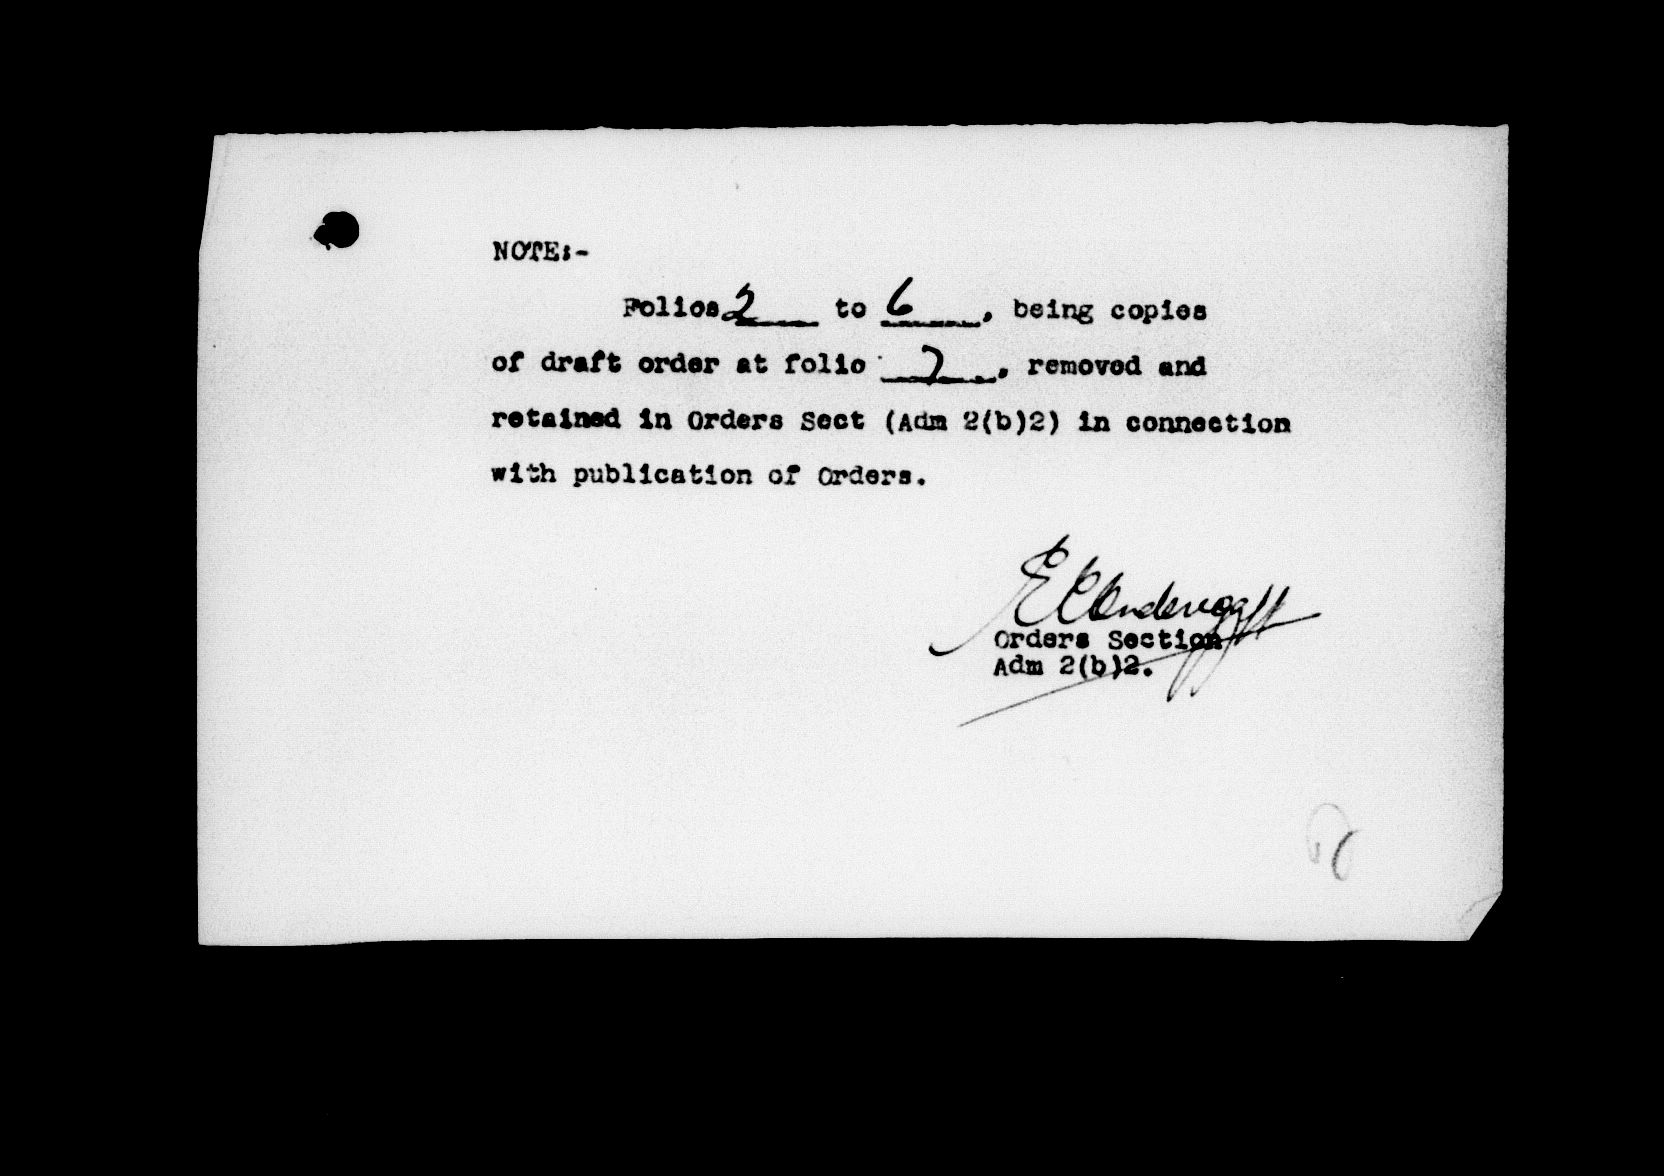 NOTE:-
Folios 2 to 6, being copies
of draft order at folio 7, removed and
retained in Orders Sect (Adm 2(b)2) in connection
with publication of Orders.
Orders Section
Adm 2(b)2.